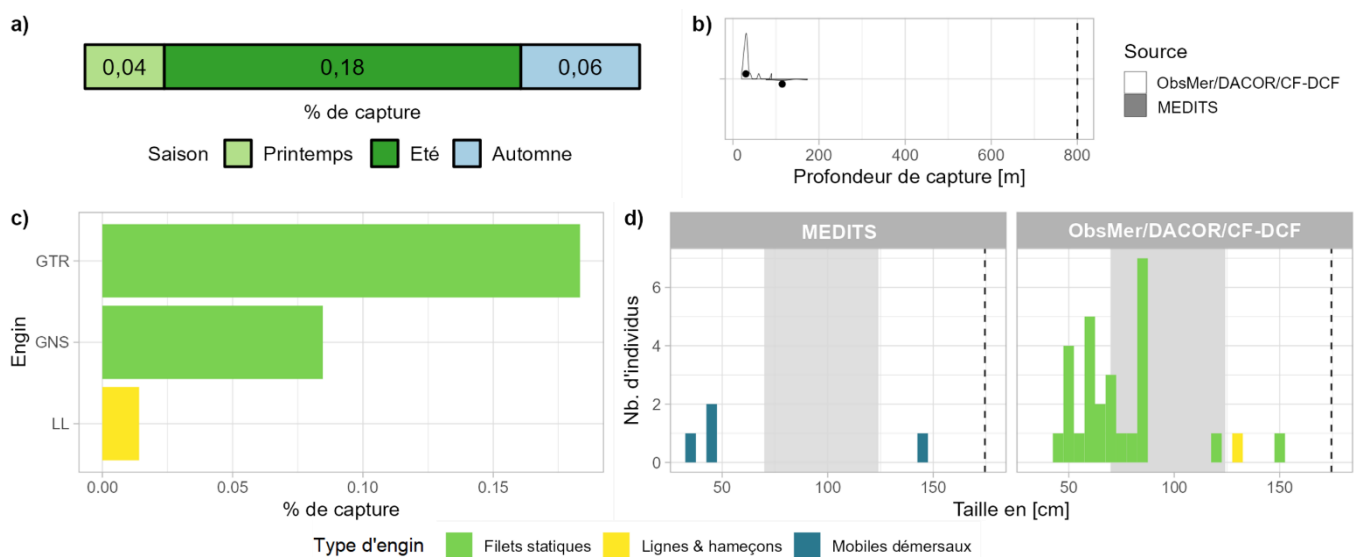 a)
0,04 0,18 0,06
% de capture
Saison Printemps Eté Automne
b)
0 200 400 600 800
Profondeur de capture [m]
Source
ObsMer/DACOR/CF-DCF
MEDITS
c)
Engin
GTR
GNS
LL
0.00 0.05 0.10 0.15
% de capture
d)
MEDITS ObsMer/DACOR/CF-DCF
Nb. d'individus
6
4
2
0
50 100 150 50 100 150
Taille en [cm]
Type d'engin Filets statiques Lignes & hameçons Mobiles démersaux